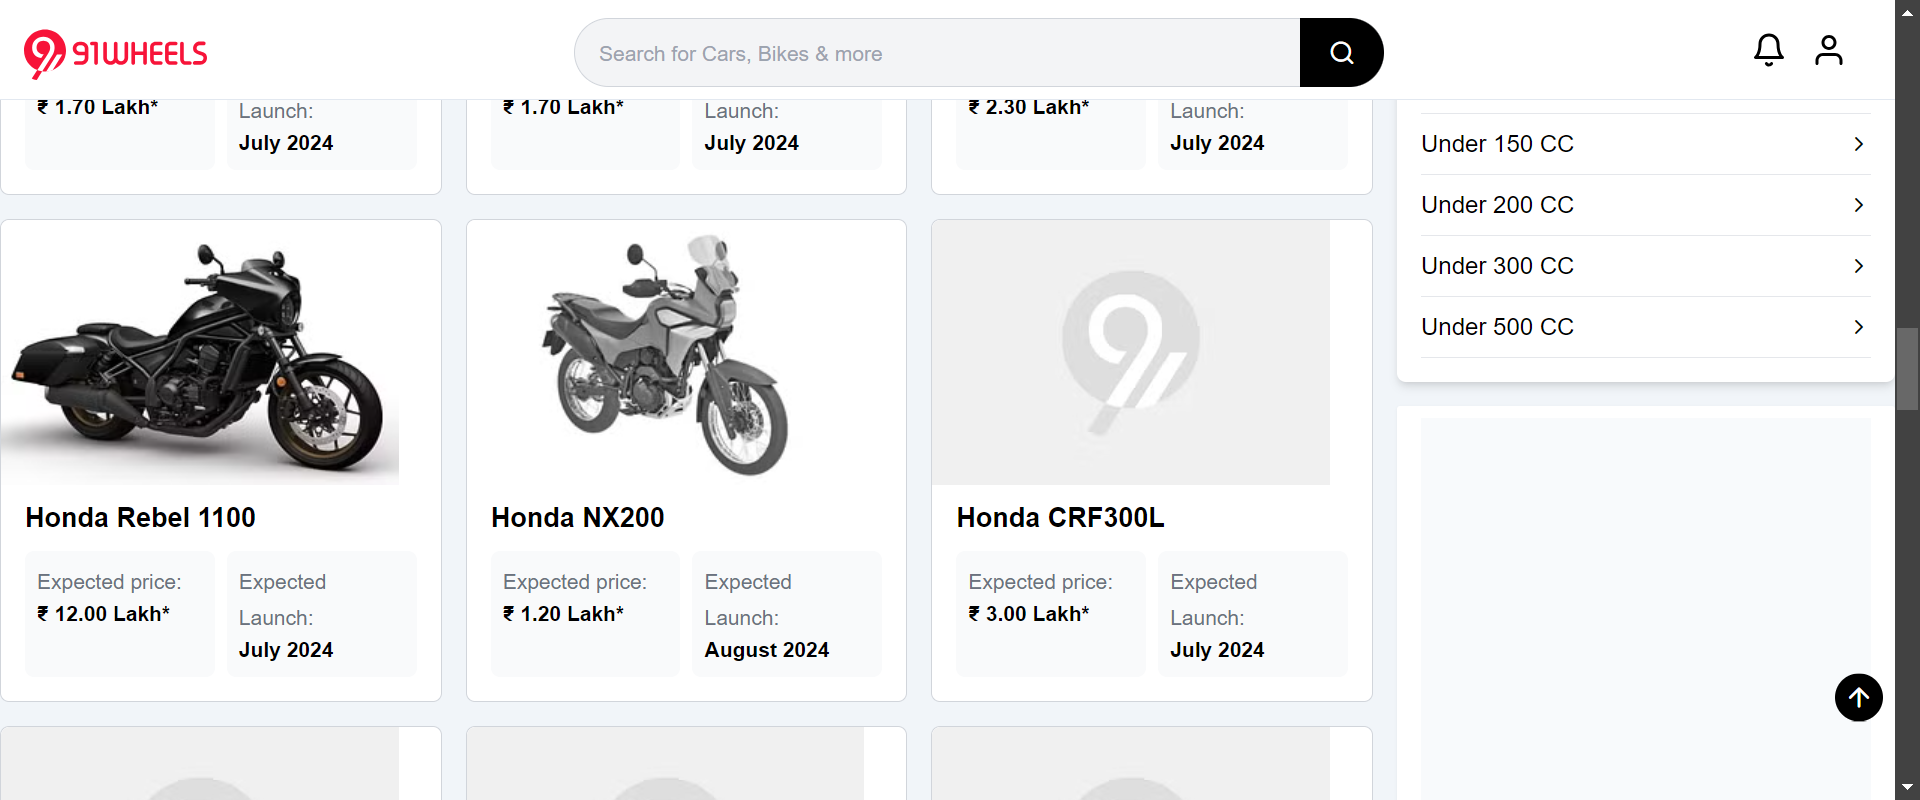 91WHEELS
Search for Cars, Bikes & more
₹ 1.70 Lakh*
Launch:
July 2024
₹ 1.70 Lakh*
Launch:
July 2024
₹ 2.30 Lakh*
Launch:
July 2024
Under 150 CC
Under 200 CC
Under 300 CC
Under 500 CC
Honda Rebel 1100
Expected price:
₹ 12.00 Lakh*
Expected
Launch:
July 2024
Honda NX200
Expected price:
₹ 1.20 Lakh*
Expected
Launch:
August 2024
91
Honda CRF300L
Expected price:
₹ 3.00 Lakh*
Expected
Launch:
July 2024